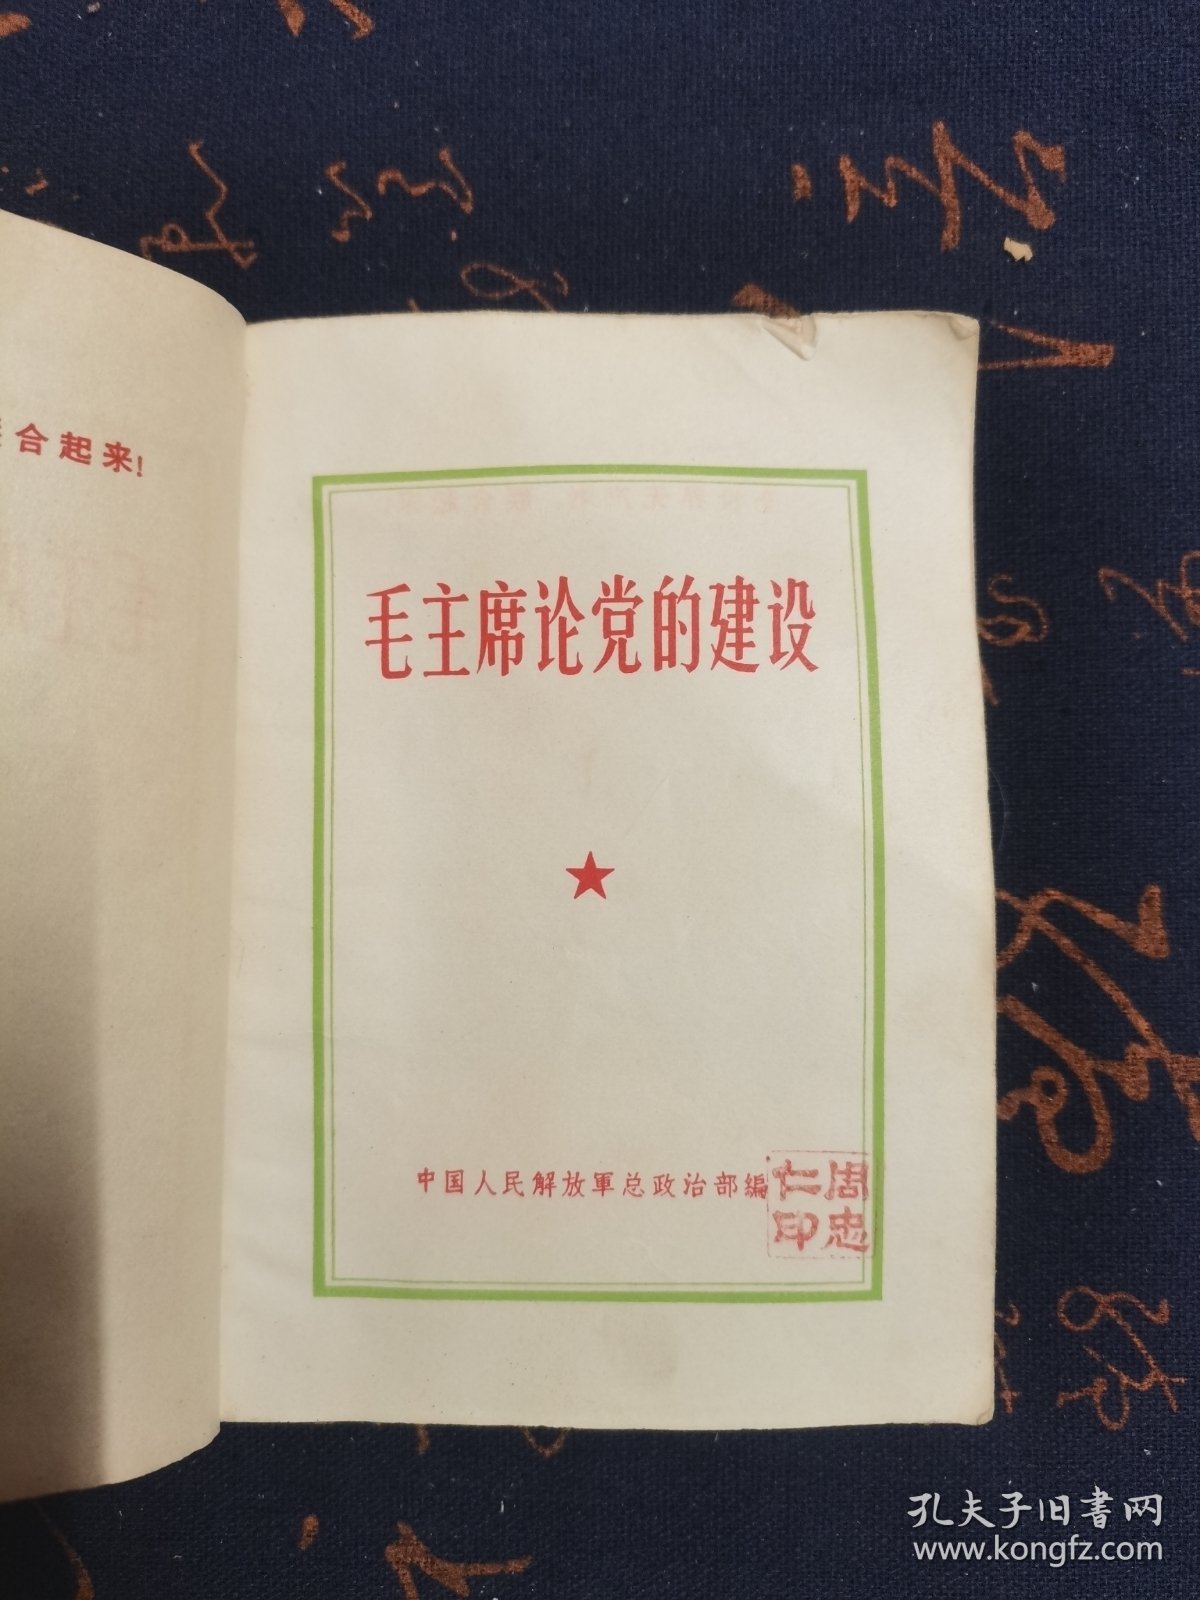 合起来!
毛主席论党的建设
中国人民解放軍总政治部編
周忠
仁印
孔夫子旧書网
www.kongfz.com